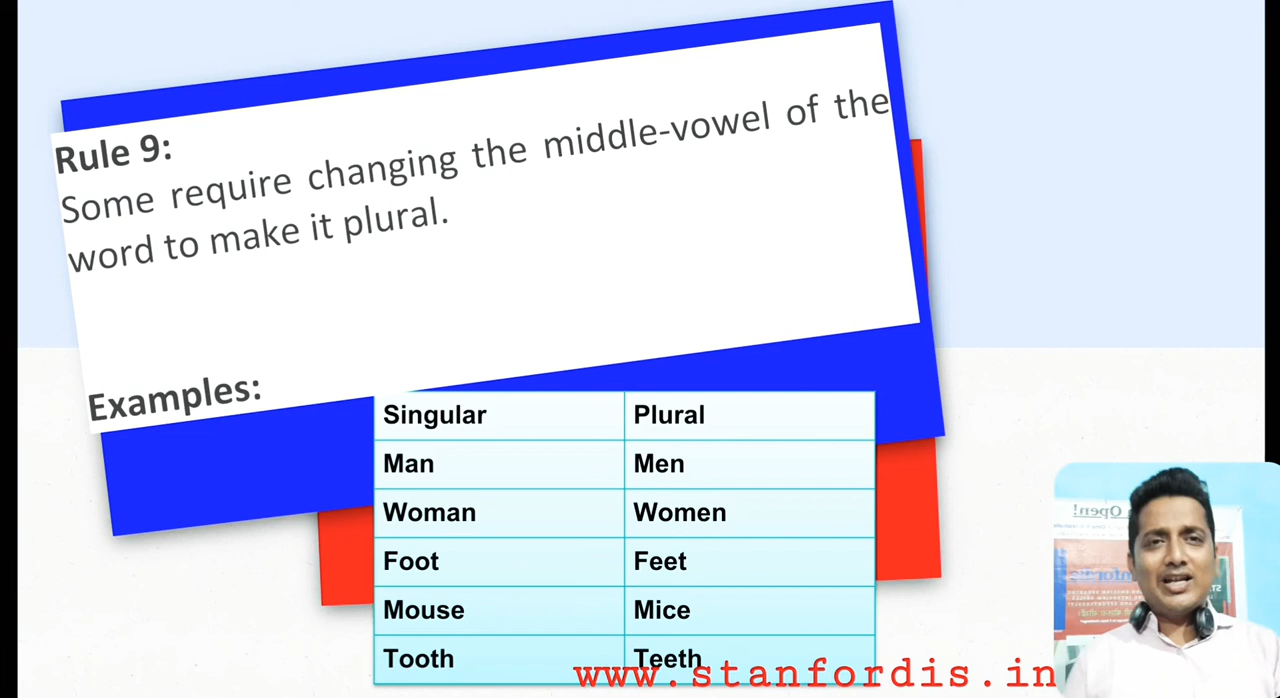 Rule 9:
Some require changing the middle-vowel of the
word to make it plural.
Examples:
Singular Plural
Man Men
Woman Women
Foot Feet
Mouse Mice
Tooth Teeth
www.stanfordis.in
Open!